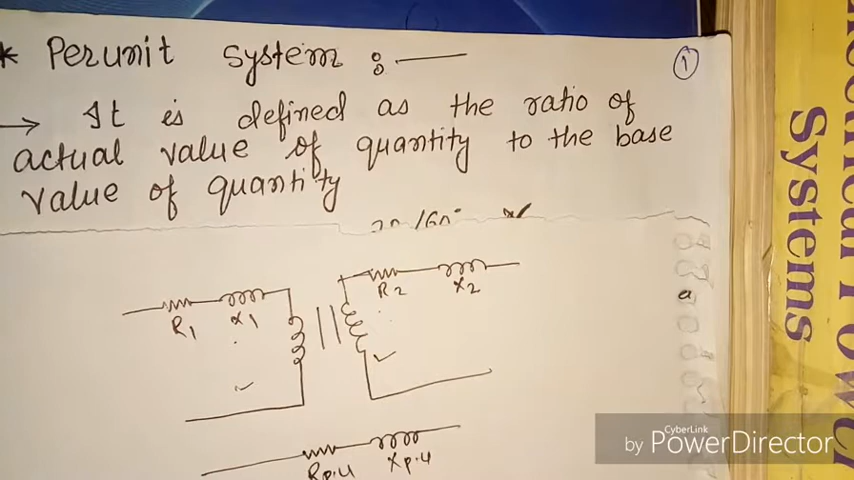 * Perunit system :—
→ It is defined as the ratio of
actual value of quantity to the base
value of quantity
1
R1 X1
R2 X2
Rp.u Xp.u
a
Systems
CyberLink
by PowerDirector